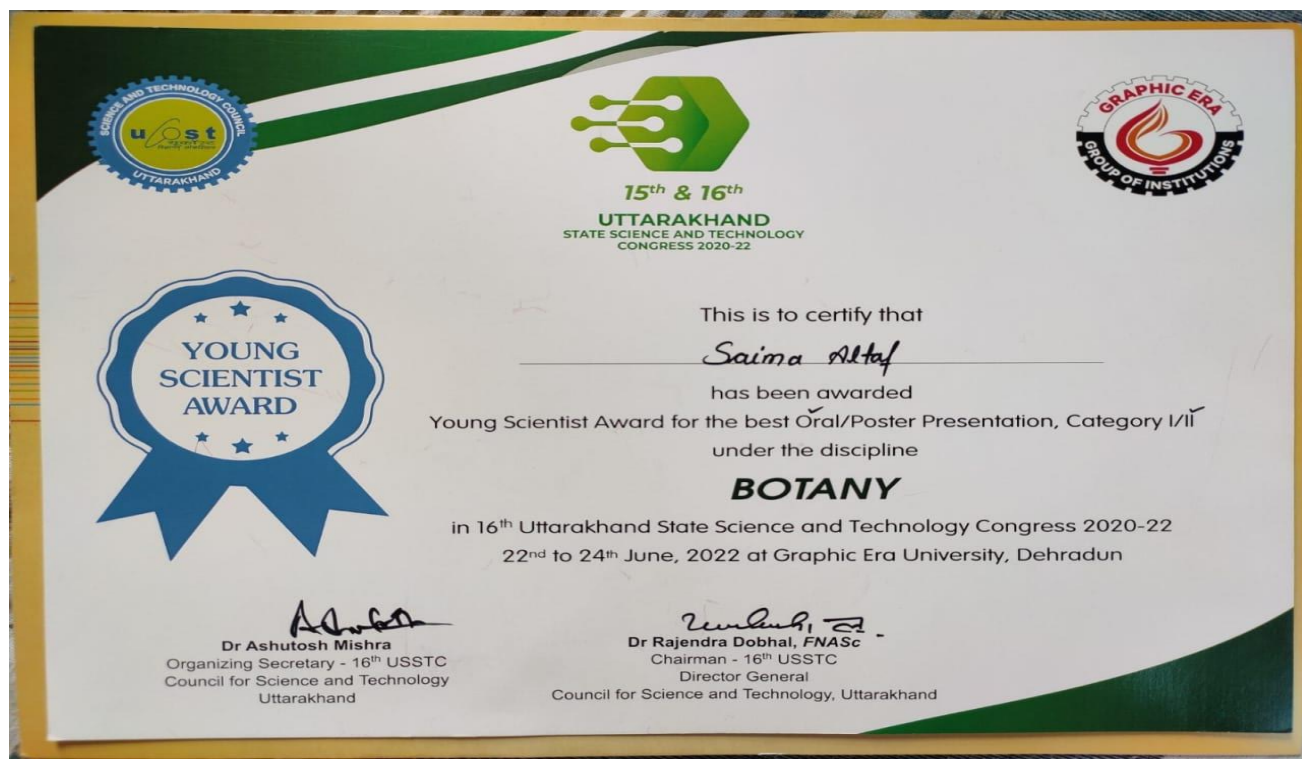 SCIENCE AND TECHNOLOGY COUNCIL
ucost
UTTARAKHAND
15th & 16th
UTTARAKHAND
STATE SCIENCE AND TECHNOLOGY
CONGRESS 2020-22
GRAPHIC ERA
GROUP OF INSTITUTIONS
YOUNG
SCIENTIST
AWARD
This is to certify that
Saima Altaf
has been awarded
Young Scientist Award for the best Oral/Poster Presentation, Category I/II
under the discipline
BOTANY
in 16th Uttarakhand State Science and Technology Congress 2020-22
22nd to 24th June, 2022 at Graphic Era University, Dehradun
Dr Ashutosh Mishra
Organizing Secretary - 16th USSTC
Council for Science and Technology
Uttarakhand
Dr Rajendra Dobhal, FNASc
Chairman - 16th USSTC
Director General
Council for Science and Technology, Uttarakhand